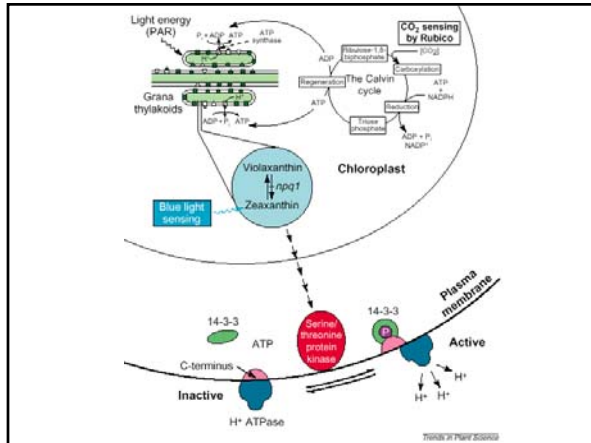 Light energy
(PAR)
Pi + ADP ATP
ATP
synthase
H+
H+
Grana
thylakoids
ADP + Pi ATP
CO2 sensing
by Rubico
Ribulose-1,5-
biphosphate
[CO2]
Carboxylation
ADP
Regeneration
The Calvin
cycle
ATP
+
NADPH
ATP
Reduction
Triose
phosphate
ADP + Pi
NADP+
Chloroplast
Violaxanthin
npq1
Zeaxanthin
Blue light
sensing
Plasma
membrane
14-3-3
ATP
Serine/
threonine
protein
kinase
14-3-3
P
Active
C-terminus
Inactive
H+ ATPase
H+
H+
H+
Trends in Plant Science